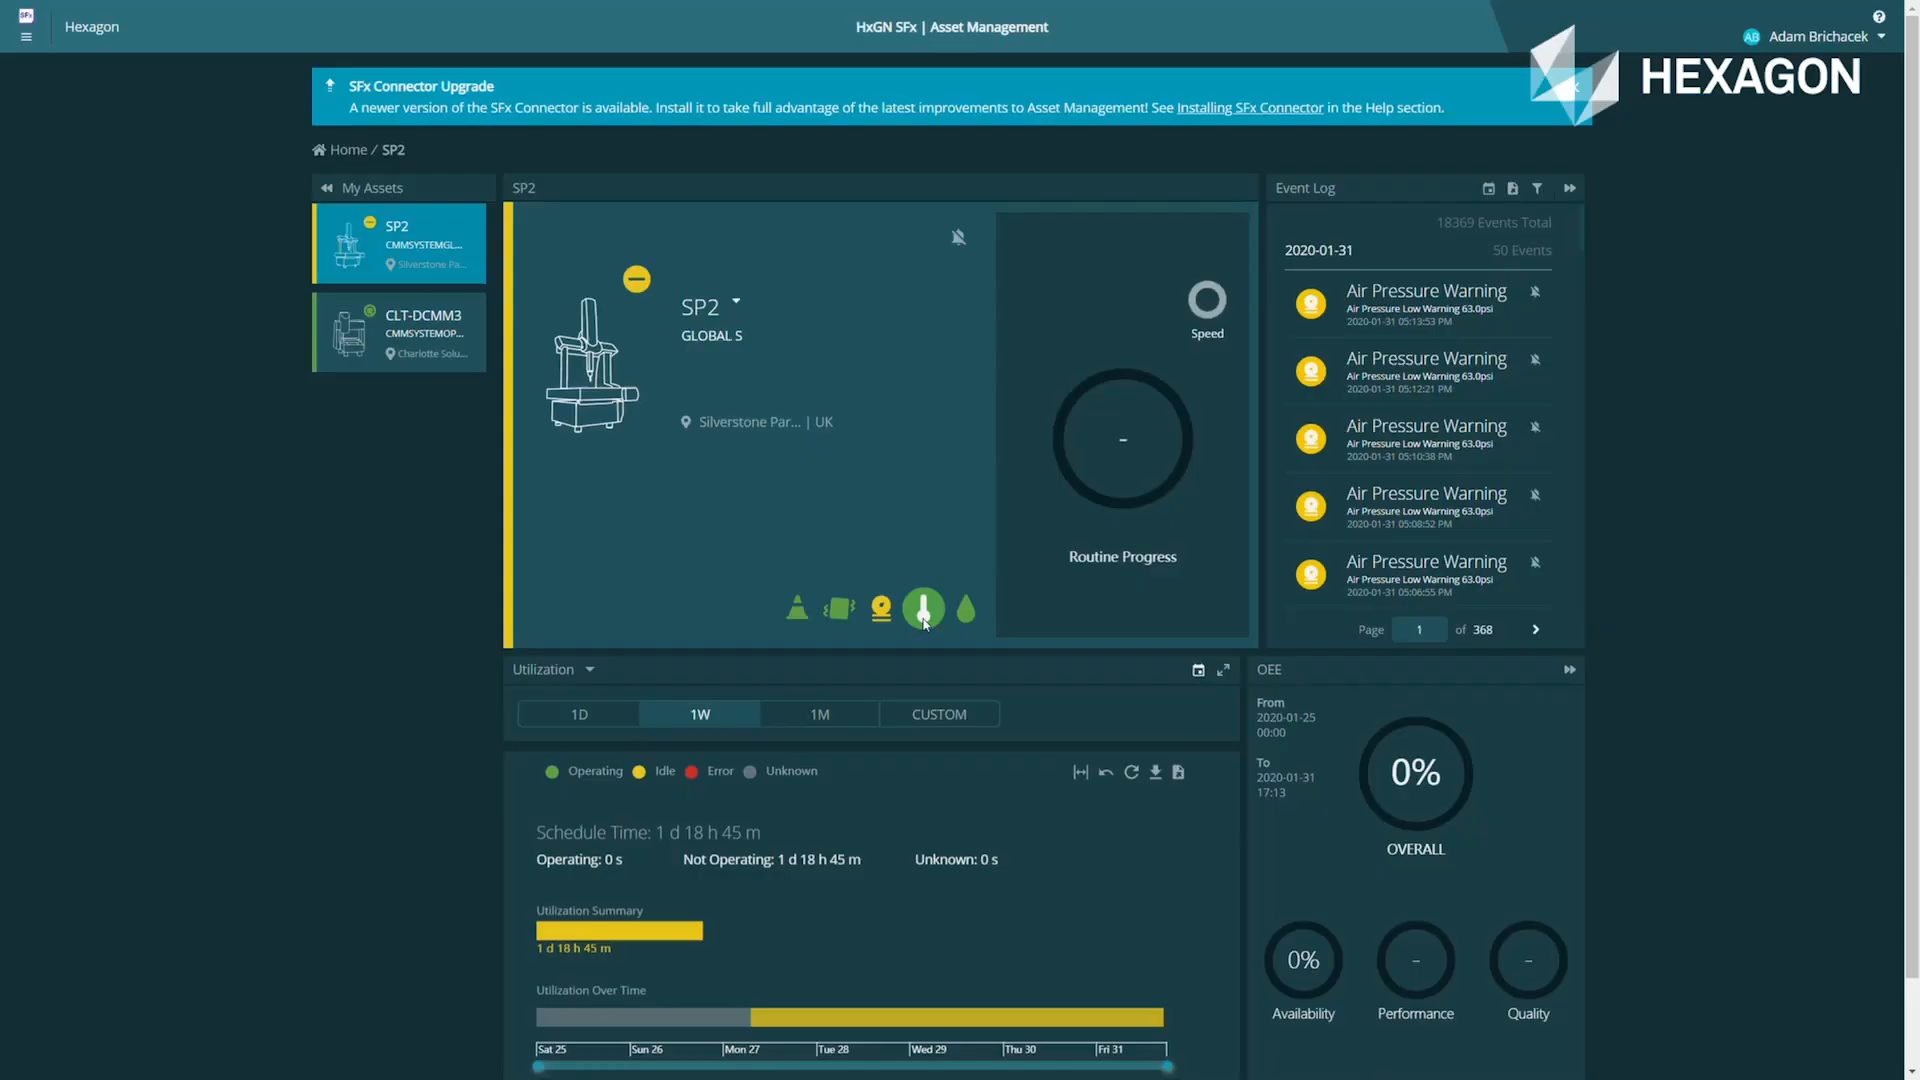 SFx
Hexagon
HxGN SFx | Asset Management
?
AB Adam Brichacek
HEXAGON
SFx Connector Upgrade
A newer version of the SFx Connector is available. Install it to take full advantage of the latest improvements to Asset Management! See Installing SFx Connector in the Help section.
Home / SP2
My Assets
SP2
CMMSYSTEMGL...
Silverstone Pa...
CLT-DCMM3
CMMSYSTEMOP...
Charlotte Solu...
SP2
SP2
GLOBAL S
Silverstone Par... | UK
Speed
-
Routine Progress
Event Log
18369 Events Total
2020-01-31 50 Events
Air Pressure Warning
Air Pressure Low Warning 63.0psi
2020-01-31 05:13:53 PM
Air Pressure Warning
Air Pressure Low Warning 63.0psi
2020-01-31 05:12:21 PM
Air Pressure Warning
Air Pressure Low Warning 63.0psi
2020-01-31 05:10:38 PM
Air Pressure Warning
Air Pressure Low Warning 63.0psi
2020-01-31 05:08:52 PM
Air Pressure Warning
Air Pressure Low Warning 63.0psi
2020-01-31 05:06:55 PM
Page 1 of 368
Utilization
1D 1W 1M CUSTOM
Operating Idle Error Unknown
Schedule Time: 1 d 18 h 45 m
Operating: 0 s Not Operating: 1 d 18 h 45 m Unknown: 0 s
Utilization Summary
1 d 18 h 45 m
Utilization Over Time
Sat 25 Sun 26 Mon 27 Tue 28 Wed 29 Thu 30 Fri 31
OEE
From
2020-01-25
00:00
To
2020-01-31
17:13
0%
OVERALL
0% - -
Availability Performance Quality